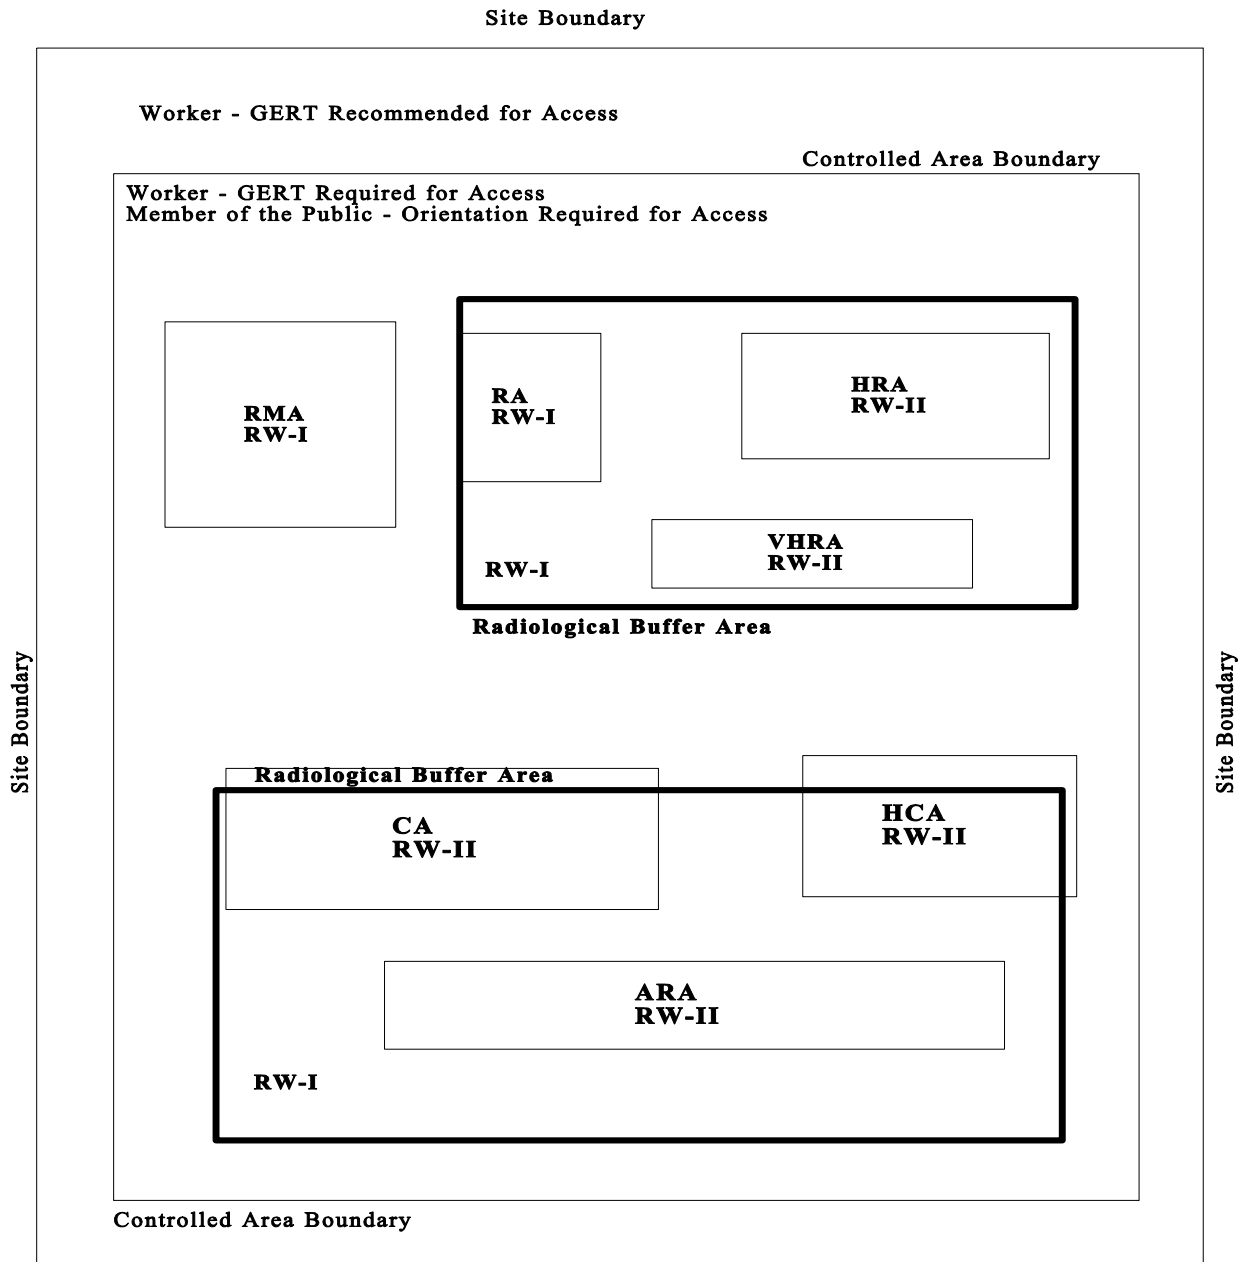 Site Boundary
Worker - GERT Recommended for Access
Controlled Area Boundary
Worker - GERT Required for Access
Member of the Public - Orientation Required for Access
RMA
RW-I
RA
RW-I
HRA
RW-II
VHRA
RW-II
RW-I
Radiological Buffer Area
Site Boundary
Site Boundary
Radiological Buffer Area
CA
RW-II
HCA
RW-II
ARA
RW-II
RW-I
Controlled Area Boundary